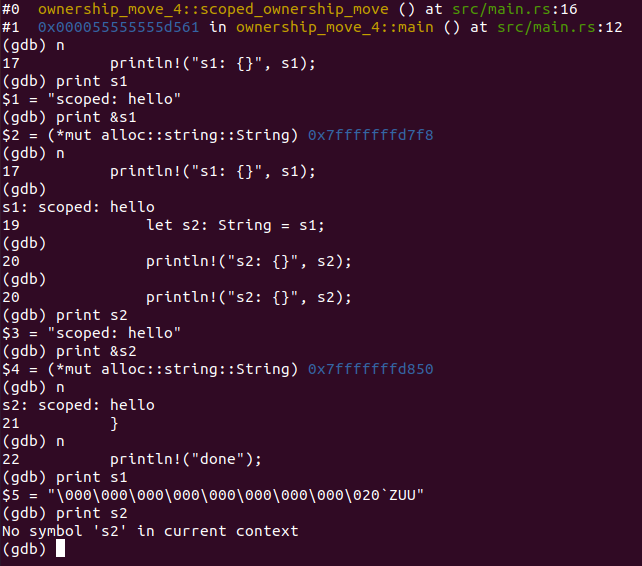 #0  ownership_move_4::scoped_ownership_move () at src/main.rs:16
#1  0x000055555555d561 in ownership_move_4::main () at src/main.rs:12
(gdb) n
17          println!("s1: {}", s1);
(gdb) print s1
$1 = "scoped: hello"
(gdb) print &s1
$2 = (*mut alloc::string::String) 0x7fffffffd7f8
(gdb) n
17          println!("s1: {}", s1);
(gdb)
s1: scoped: hello
19              let s2: String = s1;
(gdb)
20              println!("s2: {}", s2);
(gdb)
20              println!("s2: {}", s2);
(gdb) print s2
$3 = "scoped: hello"
(gdb) print &s2
$4 = (*mut alloc::string::String) 0x7fffffffd850
(gdb) n
s2: scoped: hello
21          }
(gdb) n
22          println!("done");
(gdb) print s1
$5 = "\000\000\000\000\000\000\000\000\020`ZUU"
(gdb) print s2
No symbol 's2' in current context
(gdb)